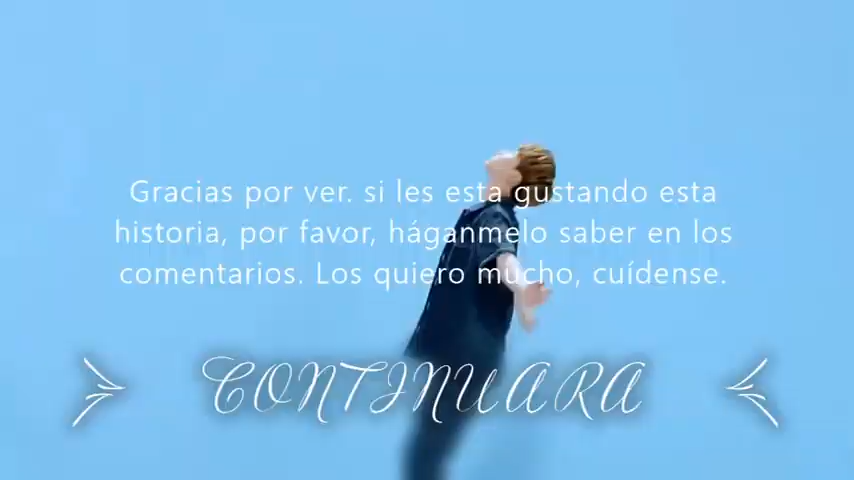 Gracias por ver. si les esta gustando esta
historia, por favor, háganmelo saber en los
comentarios. Los quiero mucho, cuídense.
CONTINUARA